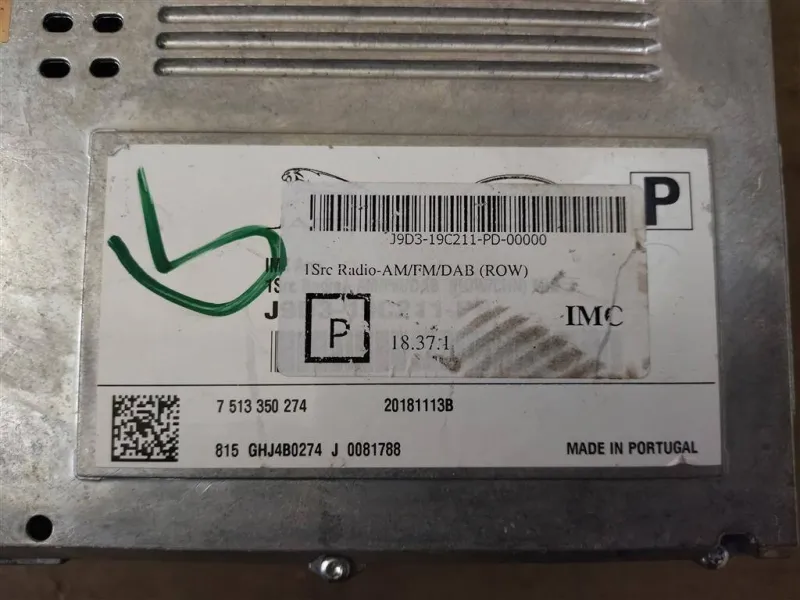 P
J9D3-19C211-PD-00000
1Src Radio-AM/FM/DAB (ROW)
P
IMC
18.37:1
7 513 350 274
20181113B
815 GHJ4B0274 J 0081788
MADE IN PORTUGAL